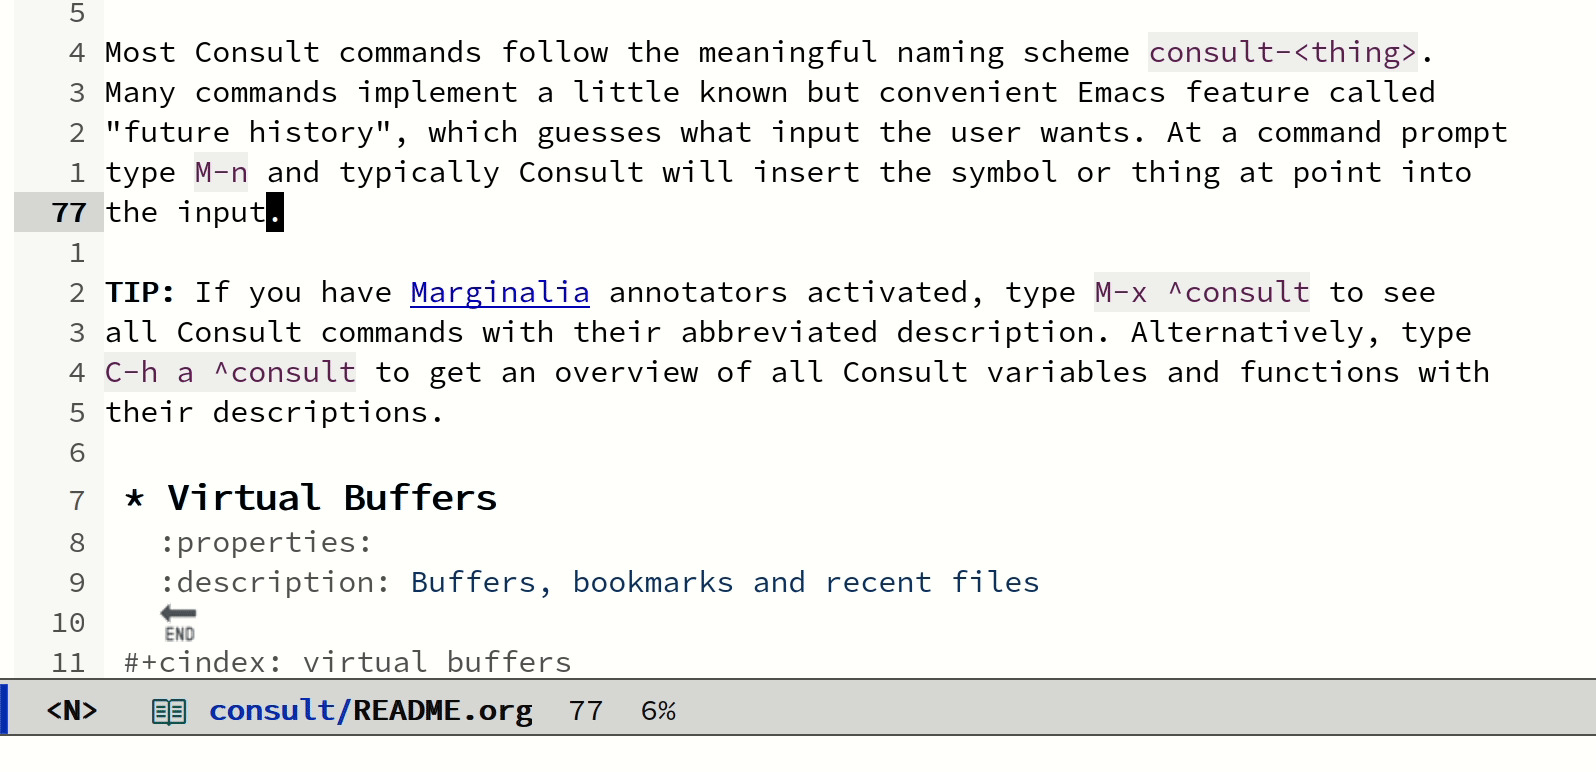 5
4 Most Consult commands follow the meaningful naming scheme consult-<thing>.
3 Many commands implement a little known but convenient Emacs feature called
2 "future history", which guesses what input the user wants. At a command prompt
1 type M-n and typically Consult will insert the symbol or thing at point into
77 the input.
1
2 TIP: If you have Marginalia annotators activated, type M-x ^consult to see
3 all Consult commands with their abbreviated description. Alternatively, type
4 C-h a ^consult to get an overview of all Consult variables and functions with
5 their descriptions.
6
7 * Virtual Buffers
8 :properties:
9 :description: Buffers, bookmarks and recent files
10 END
11 #+cindex: virtual buffers
<N> consult/README.org 77 6%